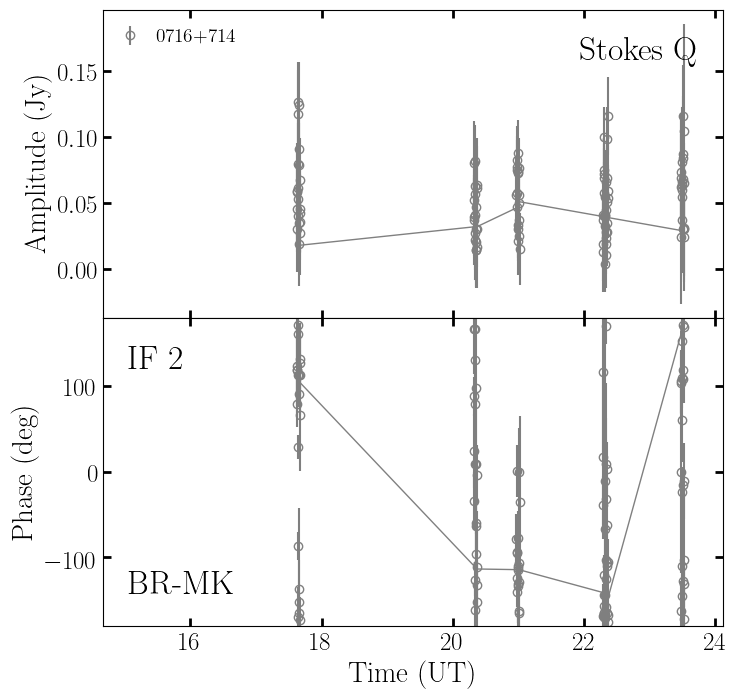 0716+714
Stokes Q
Amplitude (Jy)
0.15
0.10
0.05
0.00
IF 2
BR-MK
Phase (deg)
100
0
−100
16
18
20
22
24
Time (UT)